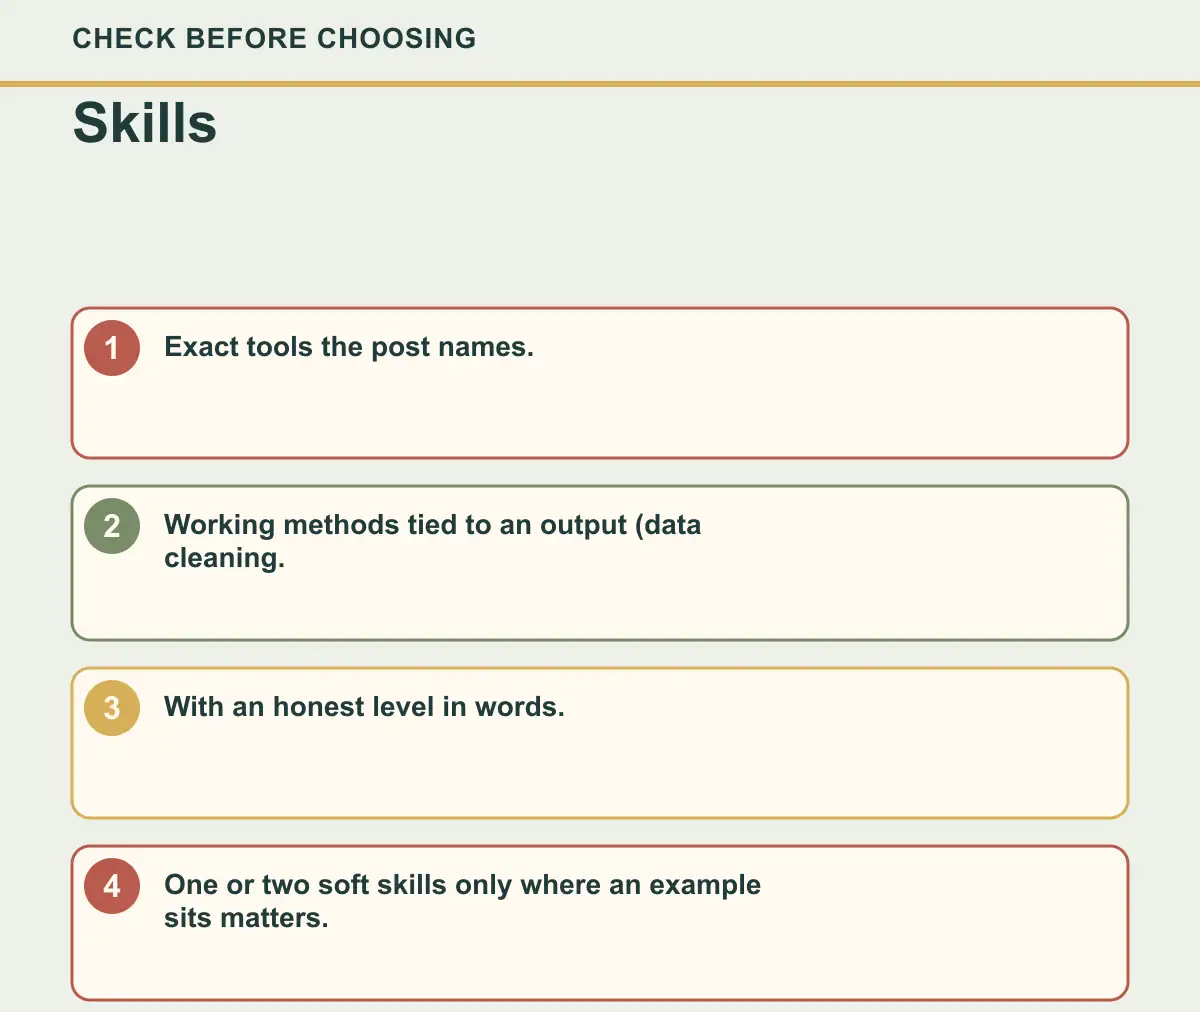 CHECK BEFORE CHOOSING
Skills
1 Exact tools the post names.
2 Working methods tied to an output (data
cleaning.
3 With an honest level in words.
4 One or two soft skills only where an example
sits matters.